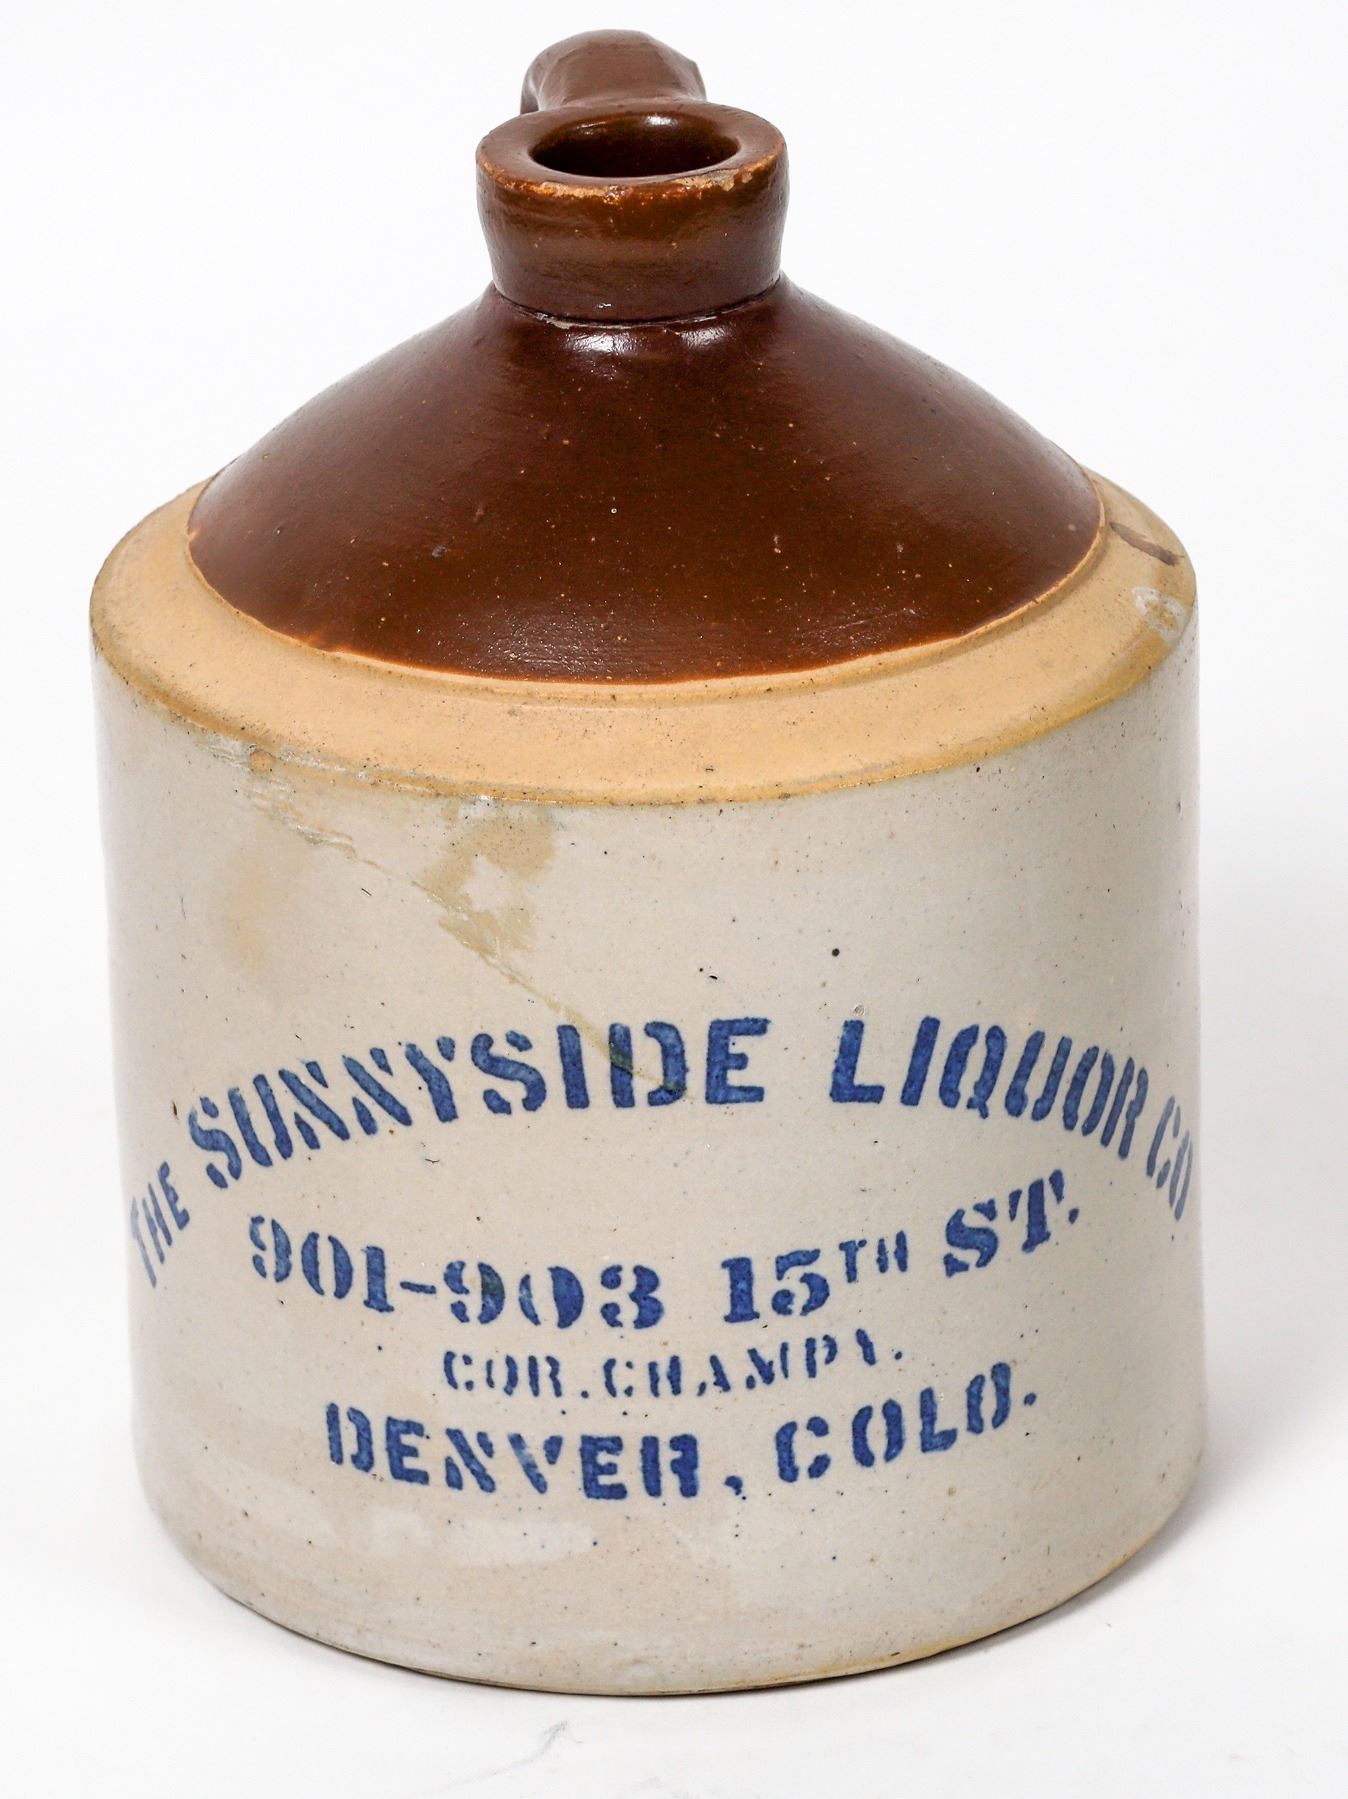 THE SUNNYSIDE LIQUOR CO
901-903 15TH ST.
COR. CHAMPA.
DENVER, COLO.